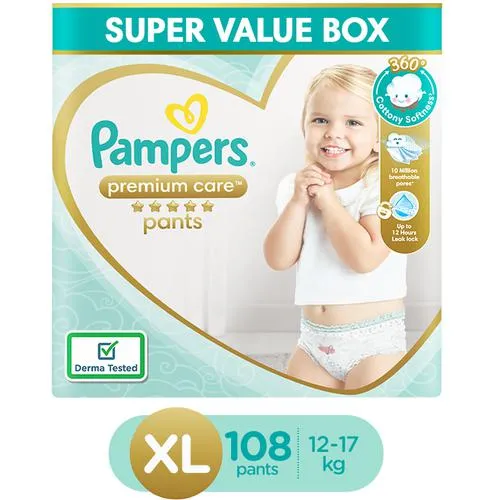 SUPER VALUE BOX
360°
Cottony Softness*
Pampers®
premium care™
pants
10 Million
breathable
pores*
Up to
12 Hours
Leak lock
Derma Tested
XL
108
pants
12-17
kg